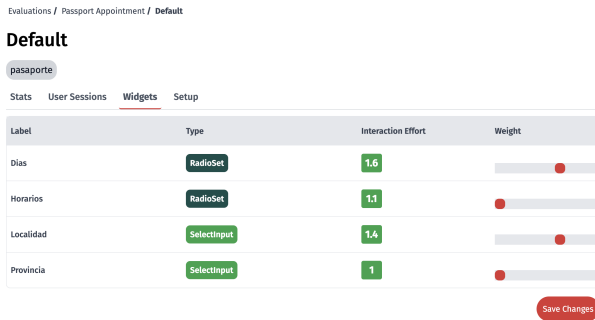 Evaluations / Passport Appointment / Default
Default
pasaporte
Stats User Sessions Widgets Setup
Label Type Interaction Effort Weight
Dias RadioSet 1.6
Horarios RadioSet 1.1
Localidad SelectInput 1.4
Provincia SelectInput 1
Save Changes